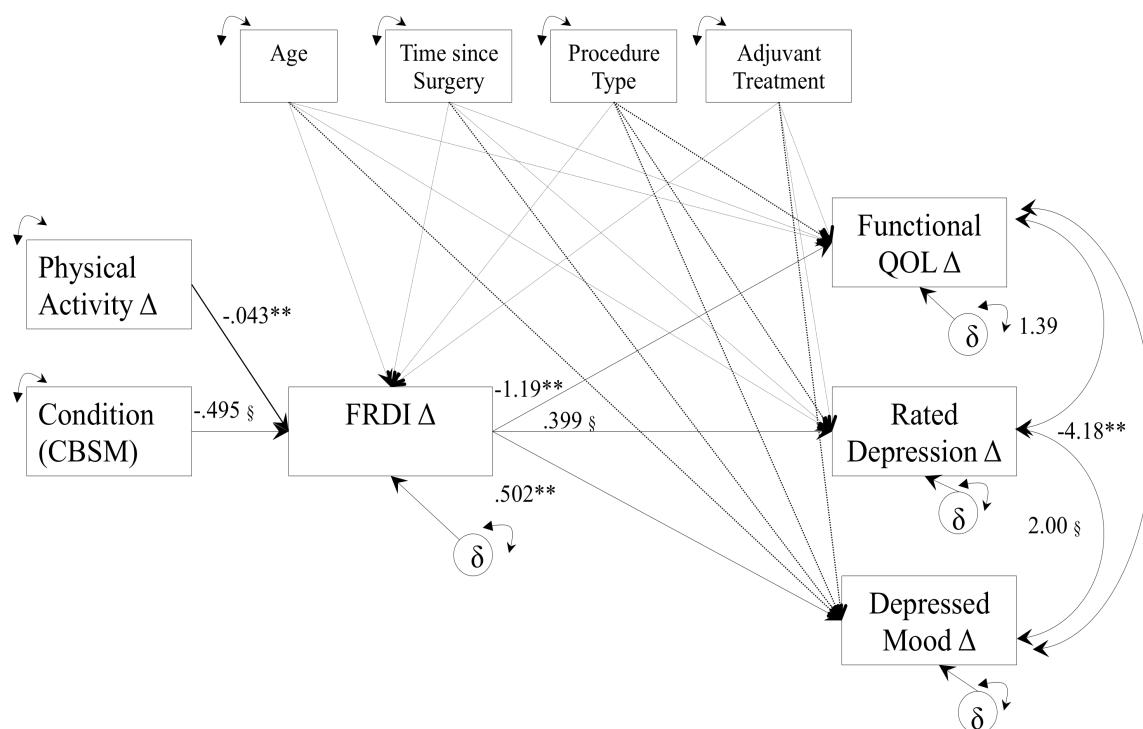 Age
Time since
Surgery
Procedure
Type
Adjuvant
Treatment
Physical
Activity Δ
-.043**
Condition
(CBSM)
-.495 §
FRDI Δ
-1.19**
.399 §
.502**
δ
Functional
QOL Δ
δ
1.39
Rated
Depression Δ
-4.18**
δ
2.00 §
Depressed
Mood Δ
δ